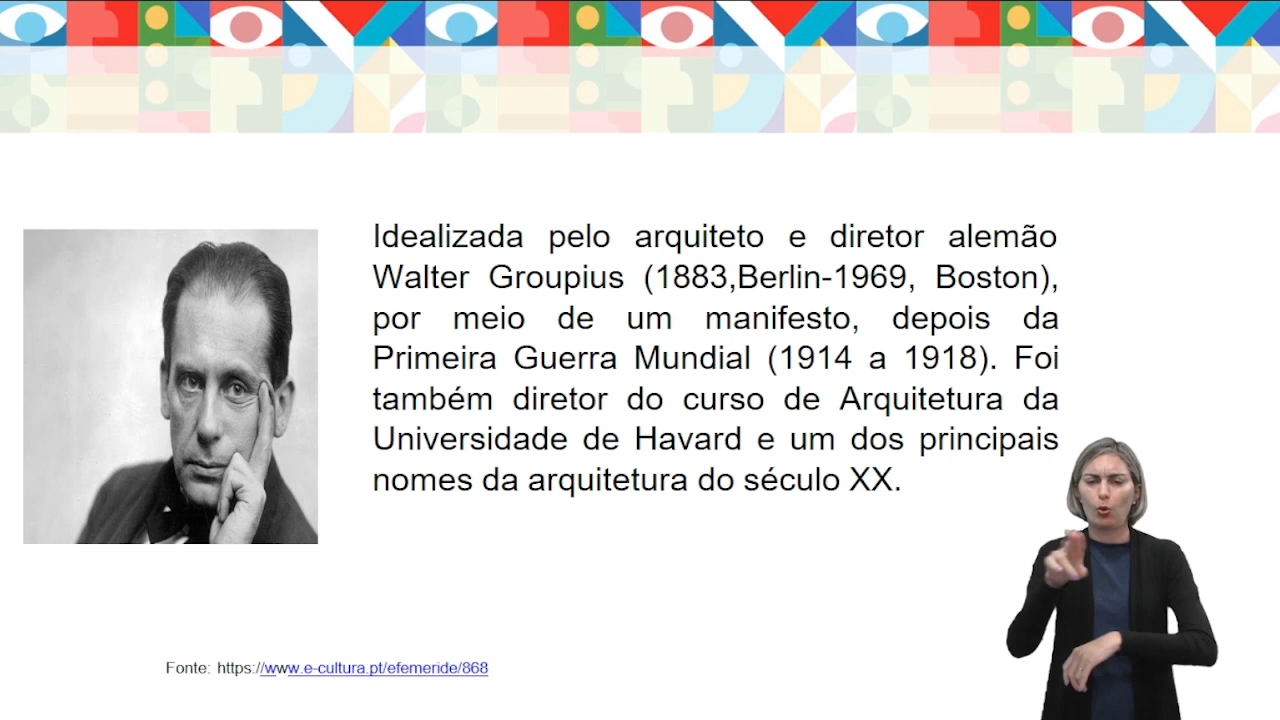 Idealizada pelo arquiteto e diretor alemão
Walter Groupius (1883,Berlin-1969, Boston),
por meio de um manifesto, depois da
Primeira Guerra Mundial (1914 a 1918). Foi
também diretor do curso de Arquitetura da
Universidade de Havard e um dos principais
nomes da arquitetura do século XX.
Fonte: https://www.e-cultura.pt/efemeride/868